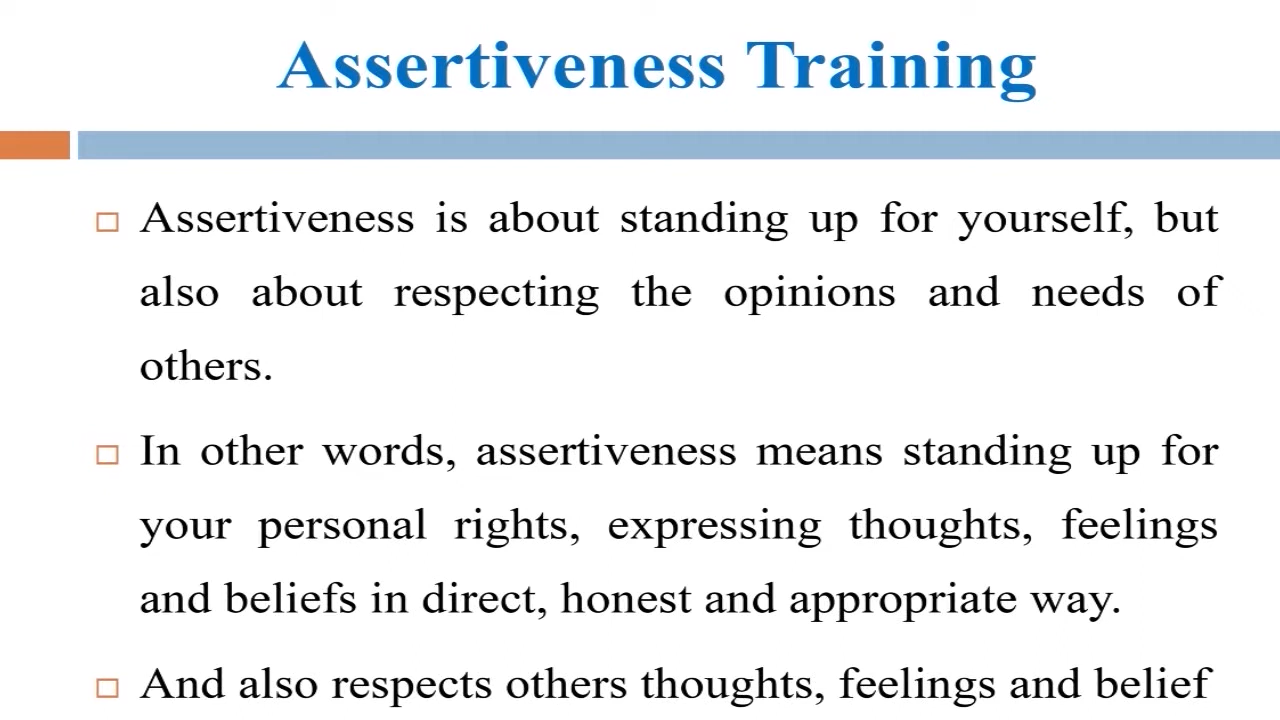 Assertiveness Training
Assertiveness is about standing up for yourself, but
also about respecting the opinions and needs of
others.
In other words, assertiveness means standing up for
your personal rights, expressing thoughts, feelings
and beliefs in direct, honest and appropriate way.
And also respects others thoughts, feelings and belief